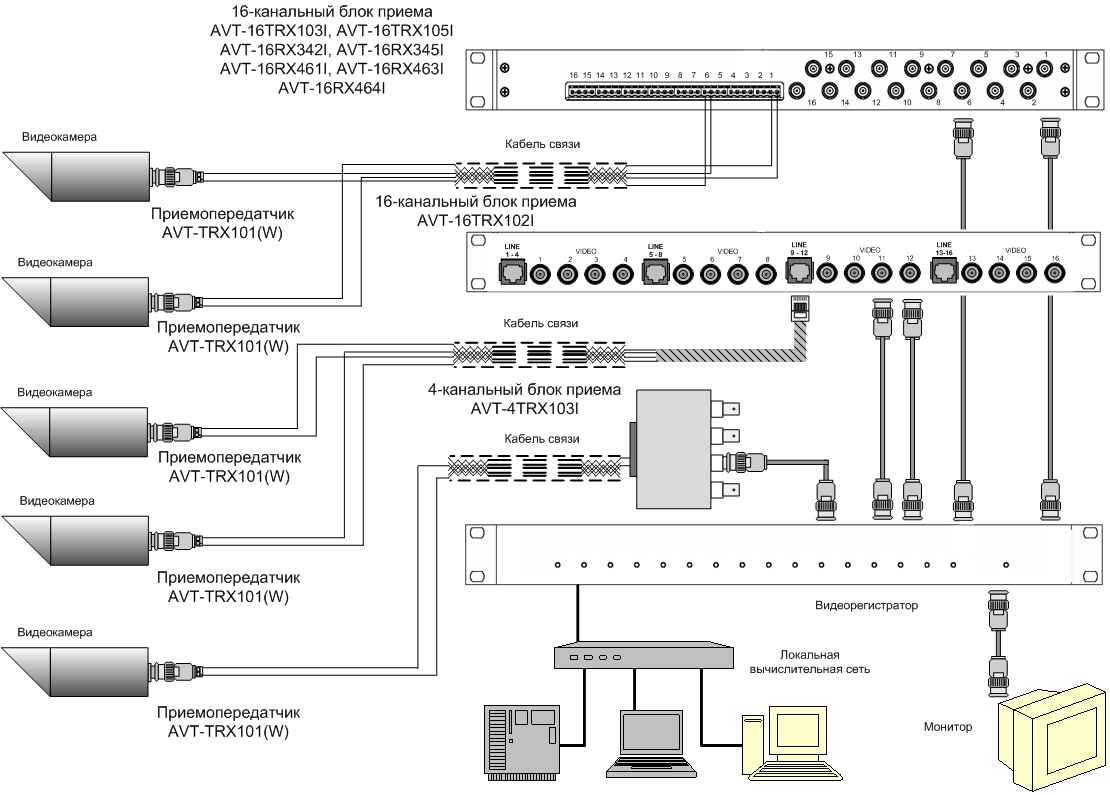 16-канальный блок приема
AVT-16TRX103I, AVT-16TRX105I
AVT-16RX342I, AVT-16RX345I
AVT-16RX461I, AVT-16RX463I
AVT-16RX464I
15 13 11 9 7 5 3 1
16 15 14 13 12 11 10 9 8 7 6 5 4 3 2 1
16 14 12 10 8 6 4 2
Видеокамера
Кабель связи
Приемопередатчик
AVT-TRX101(W)
16-канальный блок приема
AVT-16TRX102I
LINE
1 - 4
VIDEO
1 2 3 4
LINE
5 - 8
VIDEO
5 6 7 8
LINE
9 - 12
VIDEO
9 10 11 12
LINE
13-16
VIDEO
13 14 15 16
Видеокамера
Приемопередатчик
AVT-TRX101(W)
Кабель связи
Видеокамера
4-канальный блок приема
AVT-4TRX103I
Кабель связи
Приемопередатчик
AVT-TRX101(W)
Видеокамера
Приемопередатчик
AVT-TRX101(W)
Видеорегистратор
Видеокамера
Локальная
вычислительная сеть
Приемопередатчик
AVT-TRX101(W)
Монитор